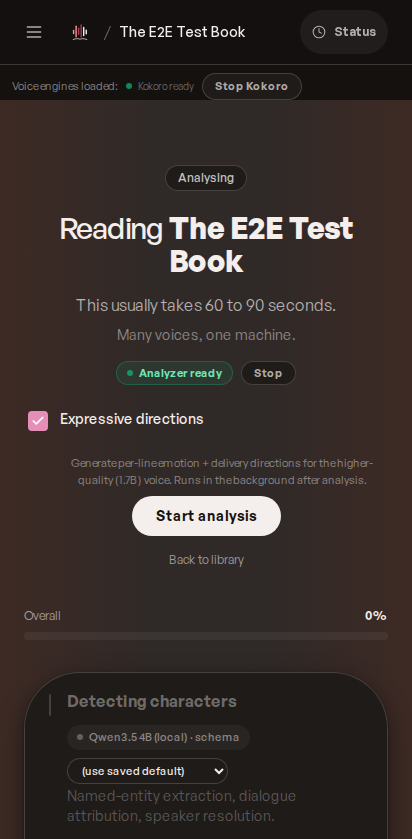 / The E2E Test Book
Status
Voice engines loaded: Kokoro ready Stop Kokoro
Analysing
Reading The E2E Test
Book
This usually takes 60 to 90 seconds.
Many voices, one machine.
Analyzer ready Stop
Expressive directions
Generate per-line emotion + delivery directions for the higher-
quality (1.7B) voice. Runs in the background after analysis.
Start analysis
Back to library
Overall 0%
Detecting characters
Qwen3.5 4B (local) · schema
(use saved default)
Named-entity extraction, dialogue
attribution, speaker resolution.